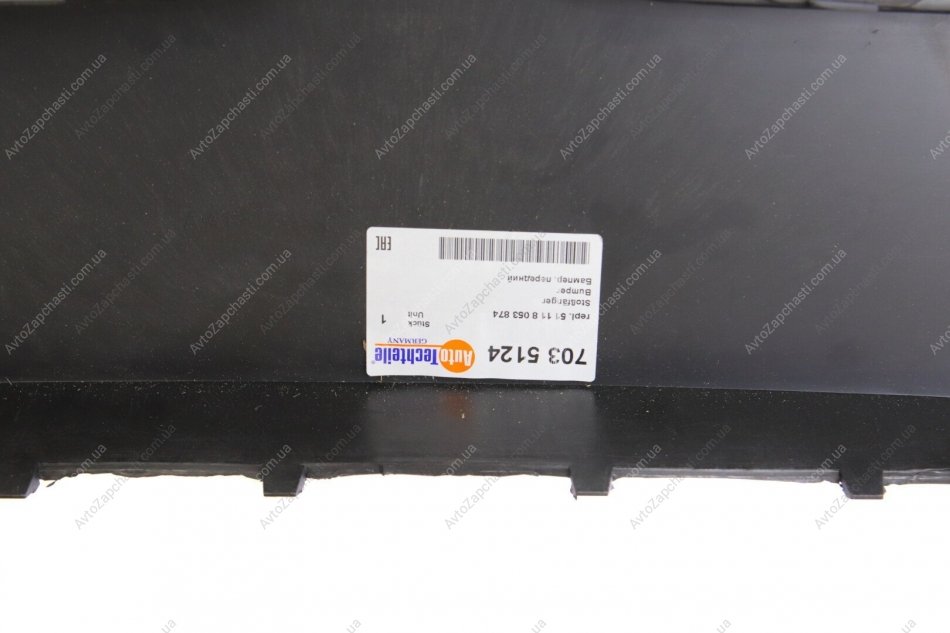 703 5124
AutoTechteile
GERMANY
repl. 51 11 8 053 874
Stoßfänger
Bumper
Бампер. передний
Stück
Unit
1
EAC
AvtoZapchasti.com.ua